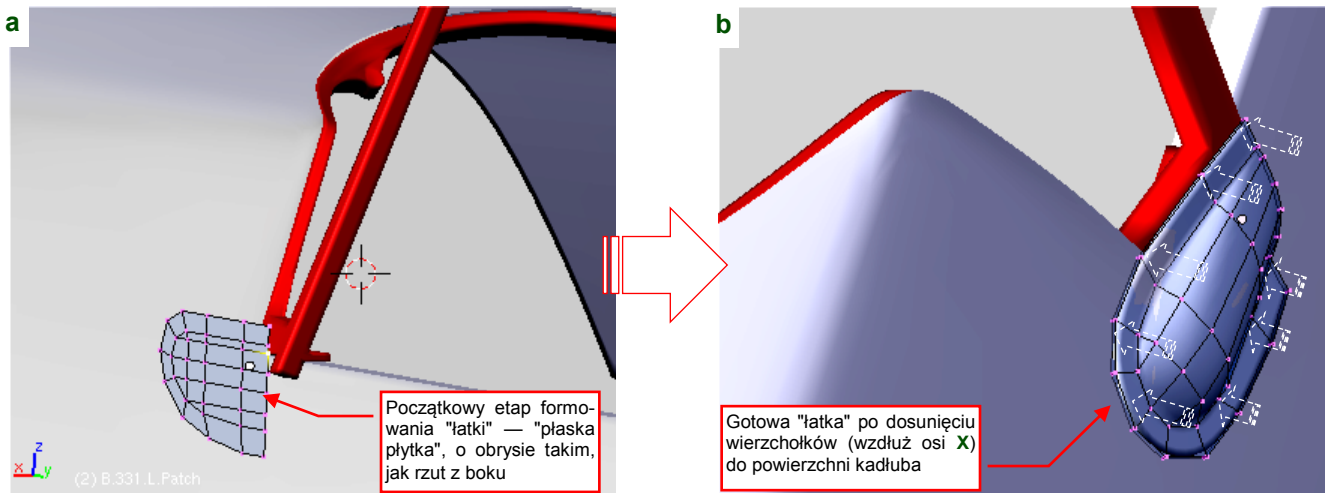 a
b
Początkowy etap formo-
wania "łatki" — "płaska
płytka", o obrysie takim,
jak rzut z boku
Gotowa "łatka" po dosunięciu
wierzchołków (wzdłuż osi X)
do powierzchni kadłuba
z
x
y
(2) B.331.L.Patch